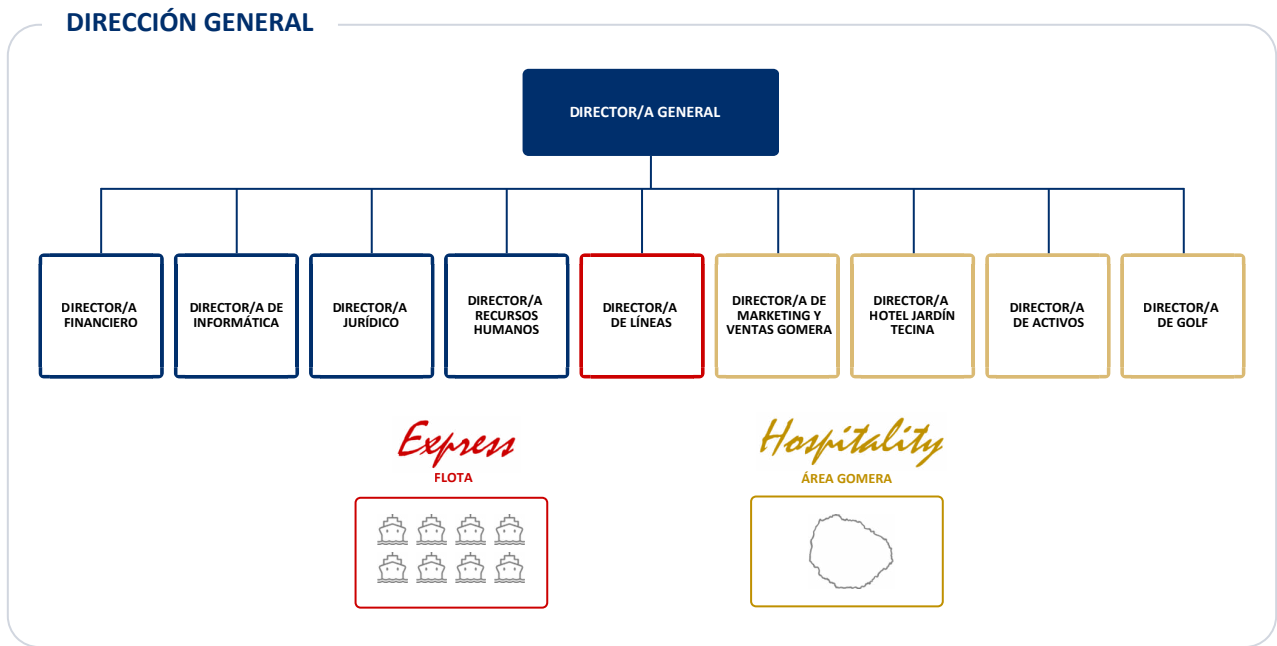 DIRECCIÓN GENERAL
DIRECTOR/A GENERAL
DIRECTOR/A
FINANCIERO
DIRECTOR/A DE
INFORMÁTICA
DIRECTOR/A
JURÍDICO
DIRECTOR/A
RECURSOS
HUMANOS
DIRECTOR/A
DE LÍNEAS
DIRECTOR/A DE
MARKETING Y
VENTAS GOMERA
DIRECTOR/A
HOTEL JARDÍN
TECINA
DIRECTOR/A
DE ACTIVOS
DIRECTOR/A
DE GOLF
Express
FLOTA
Hospitality
ÁREA GOMERA